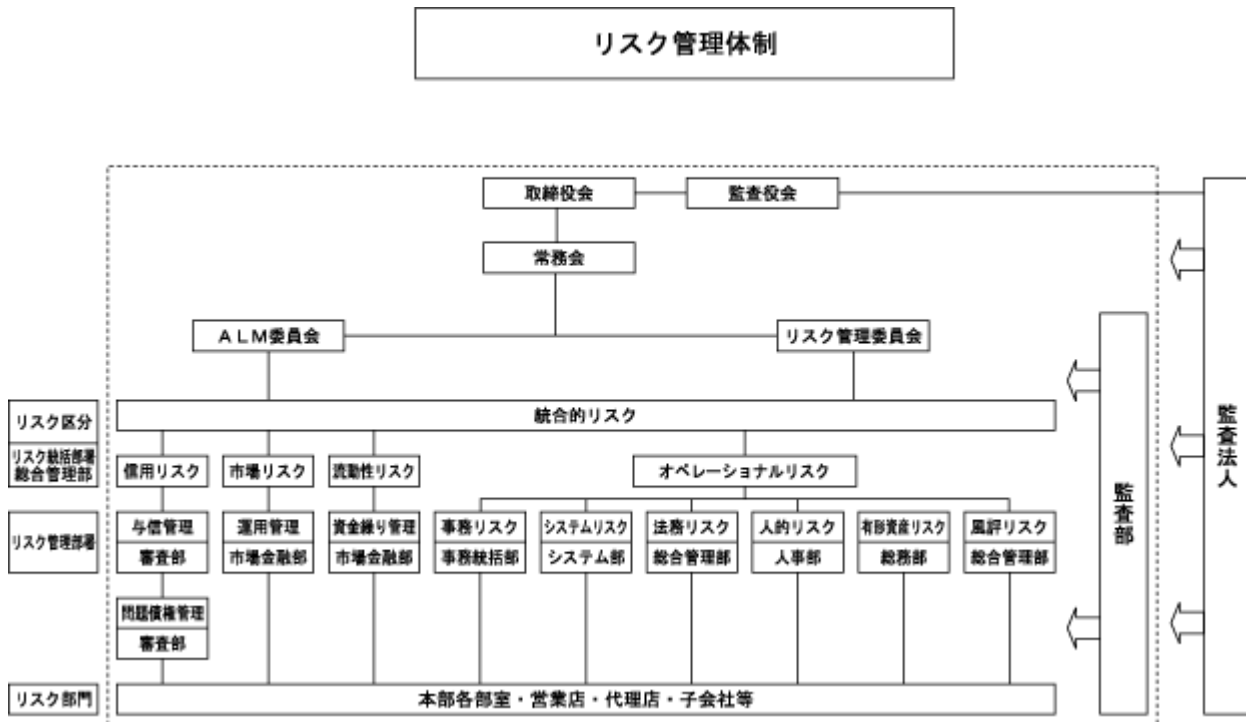 リスク管理体制
取締役会
監査役会
常務会
ALM委員会
リスク管理委員会
リスク区分
統合的リスク
リスク統括部署
総合管理部
信用リスク
市場リスク
流動性リスク
オペレーショナルリスク
リスク管理部署
与信管理
審査部
運用管理
市場金融部
資金繰り管理
市場金融部
事務リスク
事務統括部
システムリスク
システム部
法務リスク
総合管理部
人的リスク
人事部
有形資産リスク
総務部
風評リスク
総合管理部
問題債権管理
審査部
リスク部門
本部各部室・営業店・代理店・子会社等
監査部
監査法人